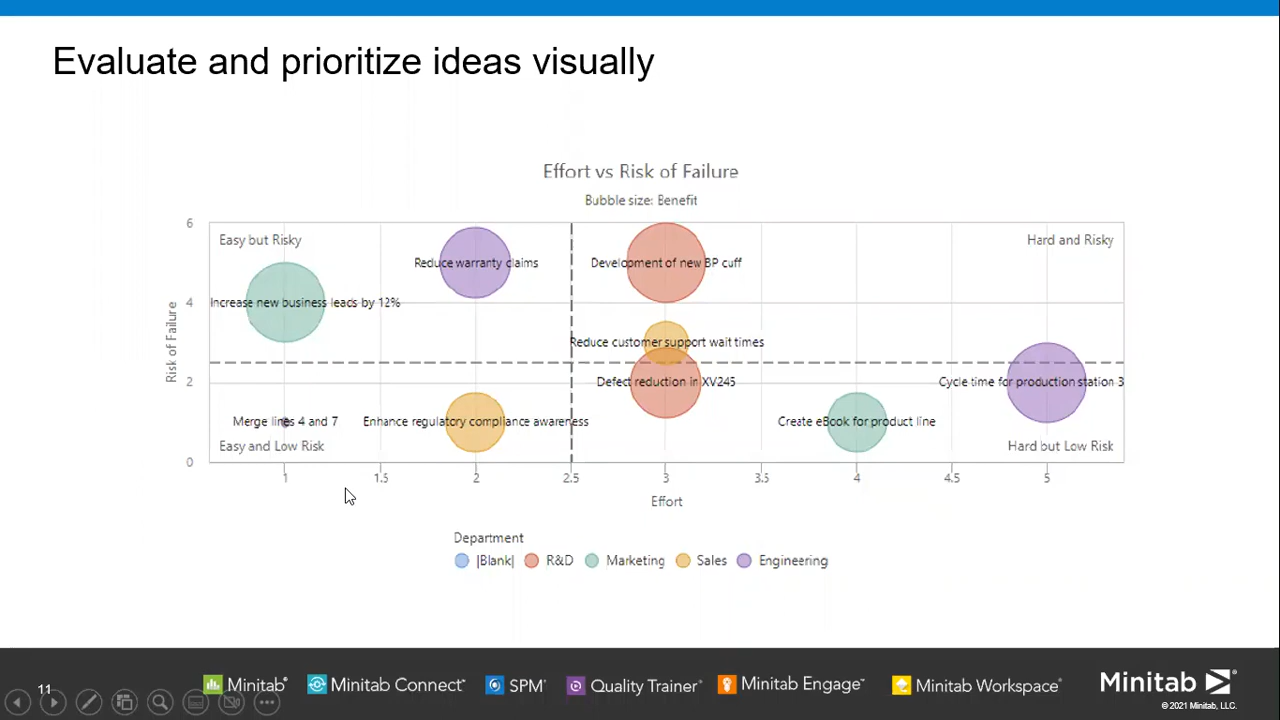 Evaluate and prioritize ideas visually
Effort vs Risk of Failure
Bubble size: Benefit
6
Easy but Risky
Hard and Risky
Reduce warranty claims
Development of new BP cuff
4
Increase new business leads by 12%
Risk of Failure
Reduce customer support wait times
2
Defect reduction in XV245
Cycle time for production station 3
Merge lines 4 and 7
Enhance regulatory compliance awareness
Create eBook for product line
Easy and Low Risk
Hard but Low Risk
0
1 1.5 2 2.5 3 3.5 4 4.5 5
Effort
Department
|Blank| R&D Marketing Sales Engineering
11
Minitab® Minitab Connect® SPM® Quality Trainer® Minitab Engage™ Minitab Workspace®
Minitab®
© 2021 Minitab, LLC.